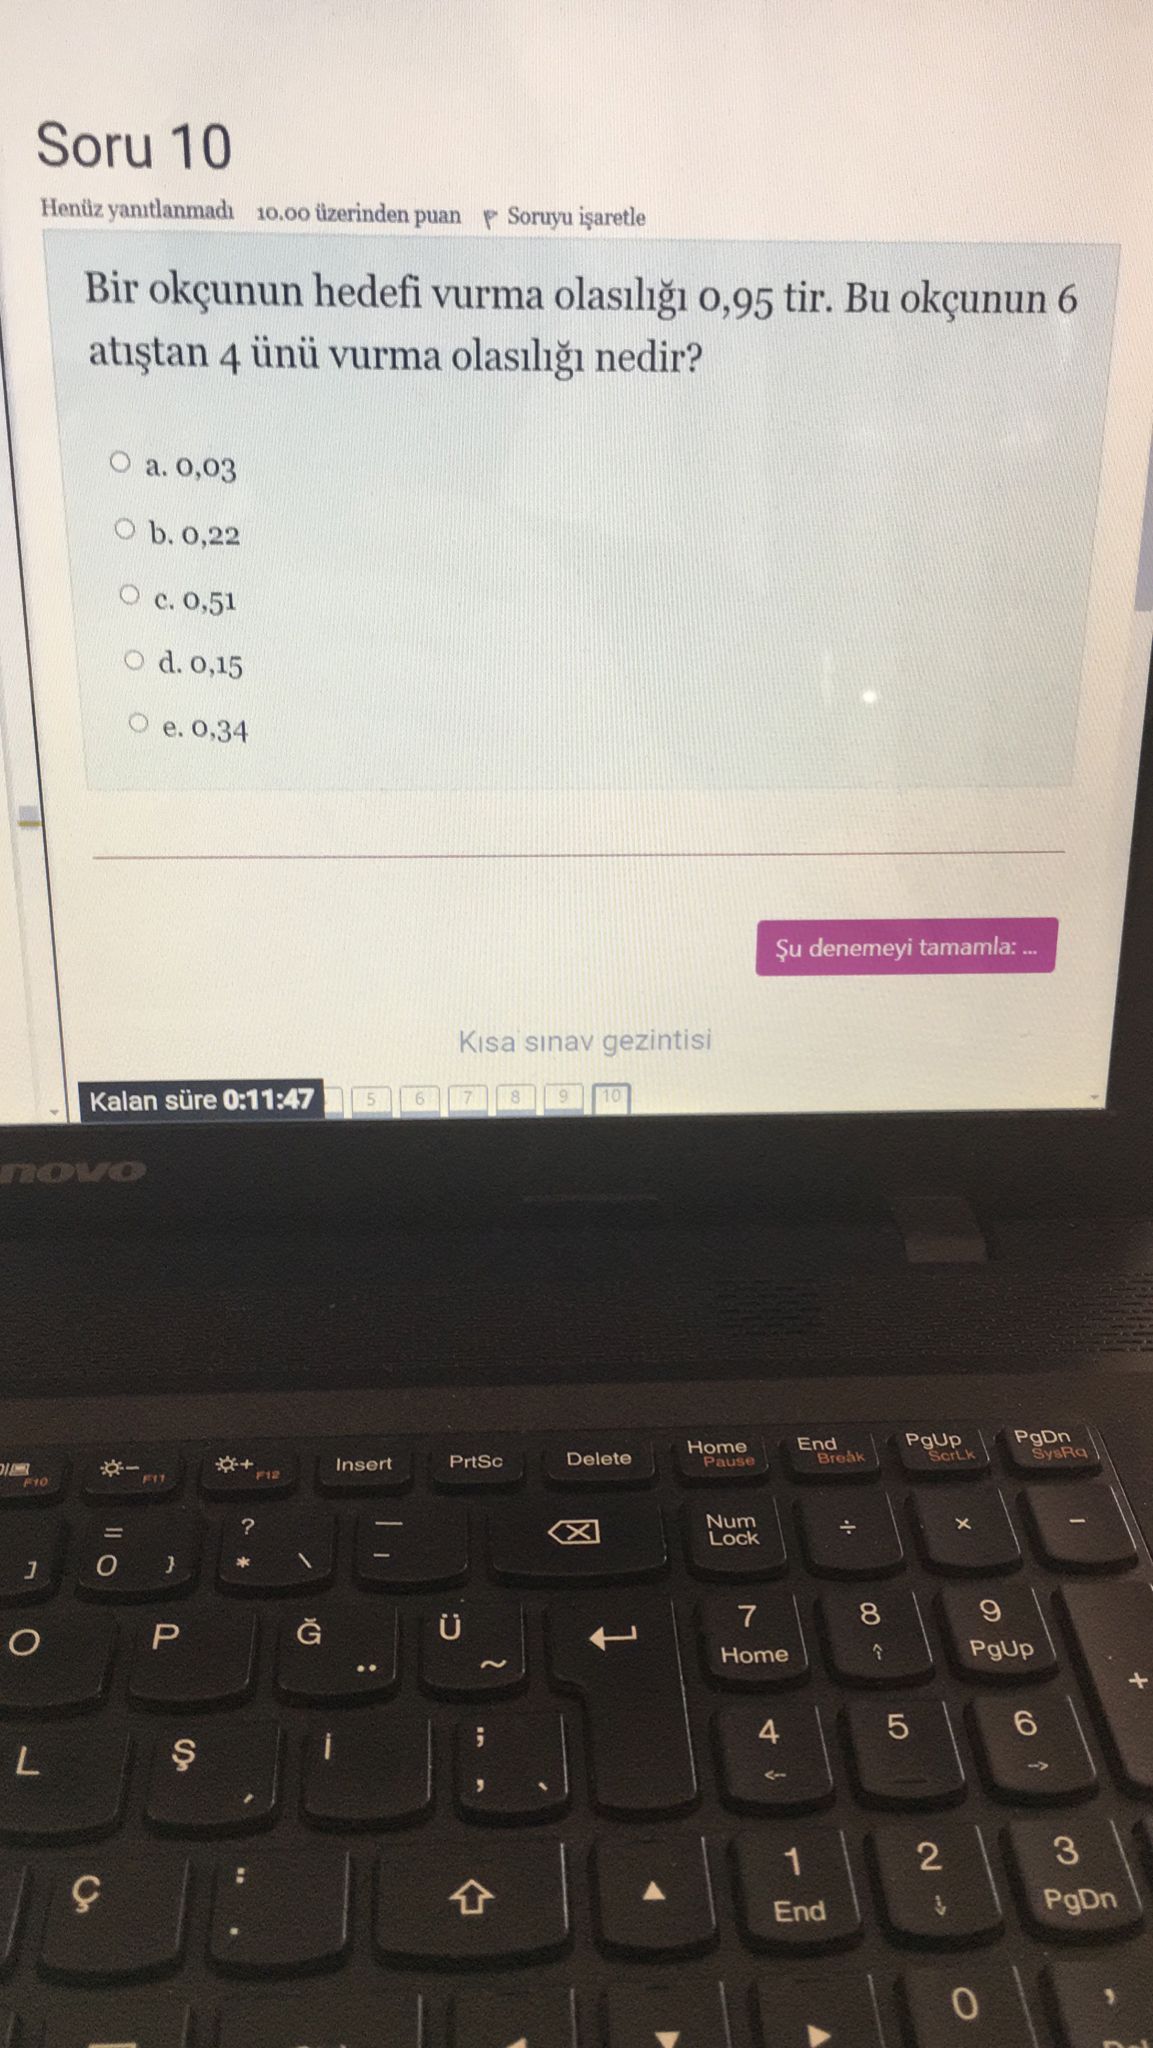 Soru 10
Henüz yanıtlanmadı 10,00 üzerinden puan Soruyu işaretle
Bir okçunun hedefi vurma olasılığı 0,95 tir. Bu okçunun 6
atıştan 4 ünü vurma olasılığı nedir?
a. 0,03
b. 0,22
c. 0,51
d. 0,15
e. 0,34
Şu denemeyi tamamla: ...
Kısa sınav gezintisi
Kalan süre 0:11:47 5 6 7 8 9 10
novo
F10 F11 F12 Insert PrtSc Delete Home Pause End Break PgUp ScrLk PgDn SysRq
] = 0 } ? * \ — – Num Lock ÷ × −
O P Ğ ¨ Ü ~ 7 Home 8 9 PgUp +
L Ş ´ İ ; , ` 4 5 6
Ç : . 1 End 2 3 PgDn
0 ,